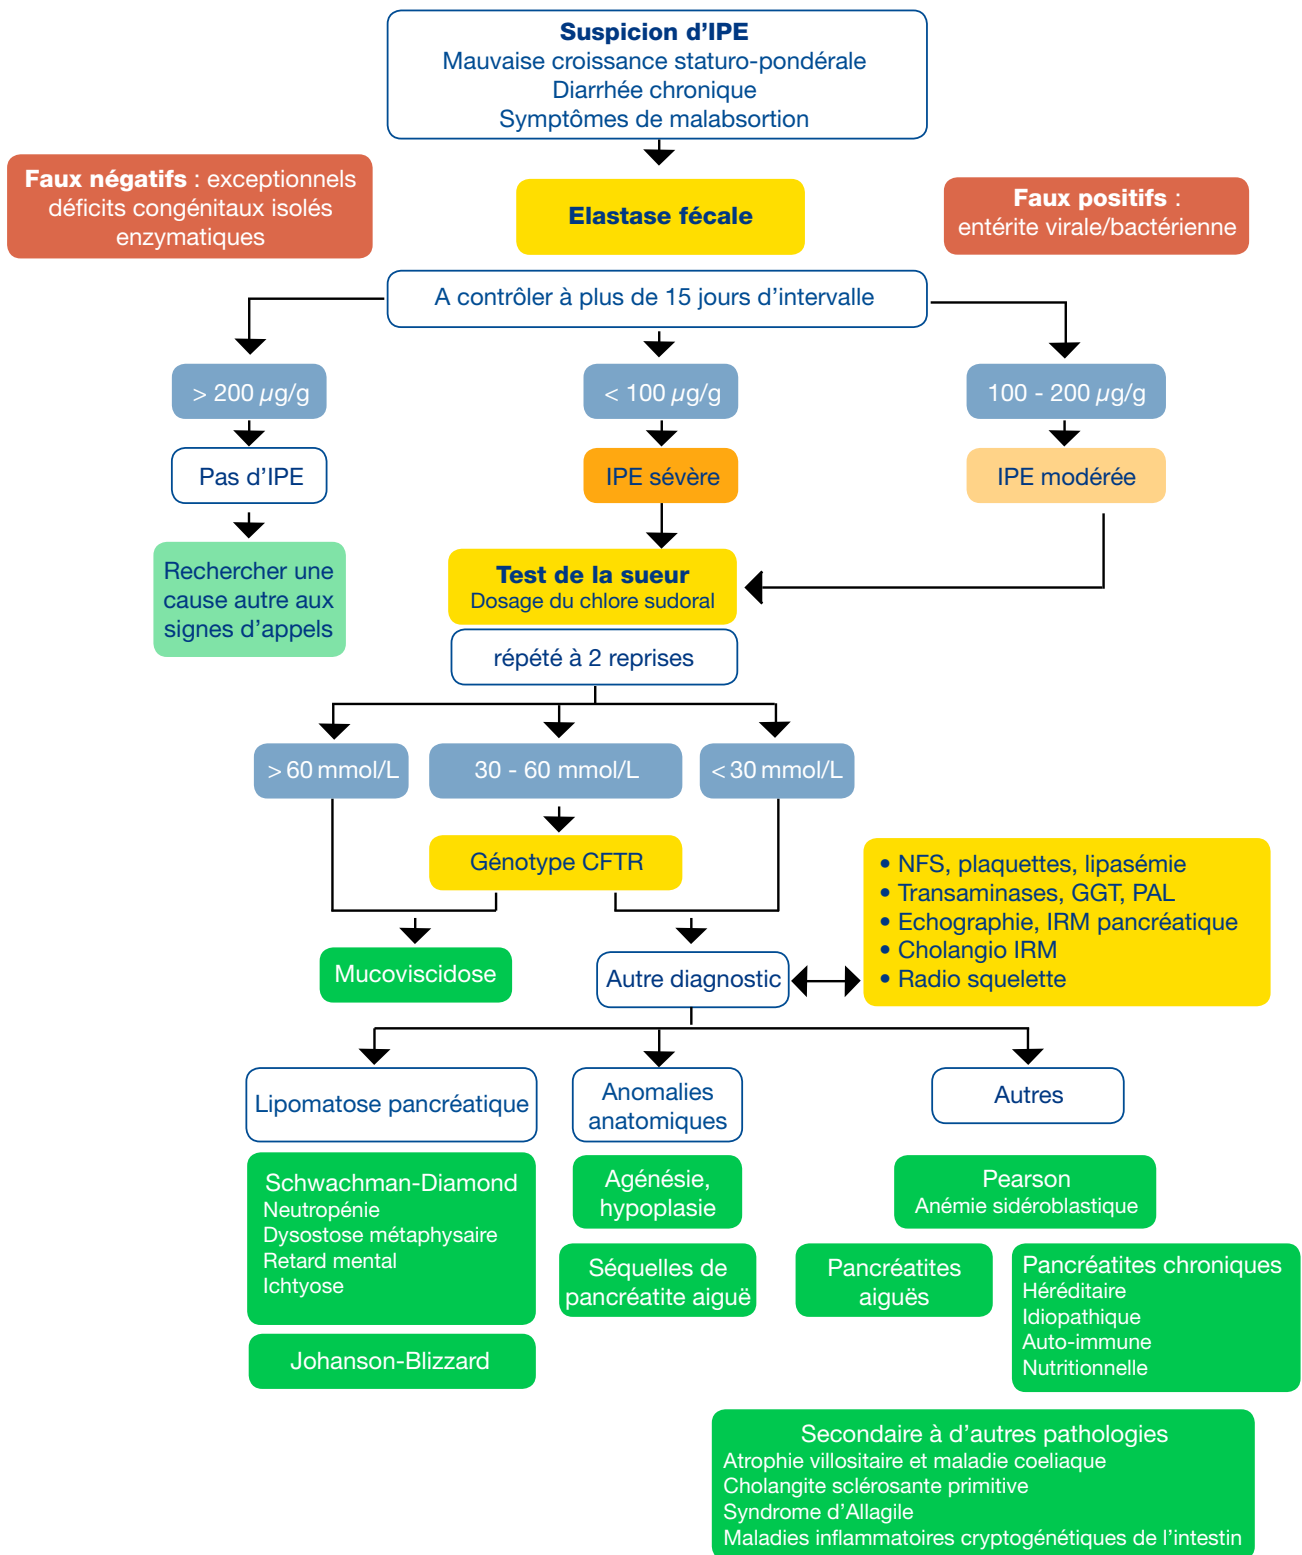 Suspicion d’IPE
Mauvaise croissance staturo-pondérale
Diarrhée chronique
Symptômes de malabsortion
Faux négatifs : exceptionnels
déficits congénitaux isolés
enzymatiques
Elastase fécale
Faux positifs :
entérite virale/bactérienne
A contrôler à plus de 15 jours d’intervalle
> 200 µg/g
< 100 µg/g
100 - 200 µg/g
Pas d’IPE
IPE sévère
IPE modérée
Rechercher une
cause autre aux
signes d’appels
Test de la sueur
Dosage du chlore sudoral
répété à 2 reprises
> 60 mmol/L
30 - 60 mmol/L
< 30 mmol/L
Génotype CFTR
• NFS, plaquettes, lipasémie
• Transaminases, GGT, PAL
• Echographie, IRM pancréatique
• Cholangio IRM
• Radio squelette
Mucoviscidose
Autre diagnostic
Lipomatose pancréatique
Anomalies
anatomiques
Autres
Schwachman-Diamond
Neutropénie
Dysostose métaphysaire
Retard mental
Ichtyose
Johanson-Blizzard
Agénésie,
hypoplasie
Séquelles de
pancréatite aiguë
Pearson
Anémie sidéroblastique
Pancréatites
aiguës
Pancréatites chroniques
Héréditaire
Idiopathique
Auto-immune
Nutritionnelle
Secondaire à d’autres pathologies
Atrophie villositaire et maladie coeliaque
Cholangite sclérosante primitive
Syndrome d’Allagile
Maladies inflammatoires cryptogénétiques de l’intestin